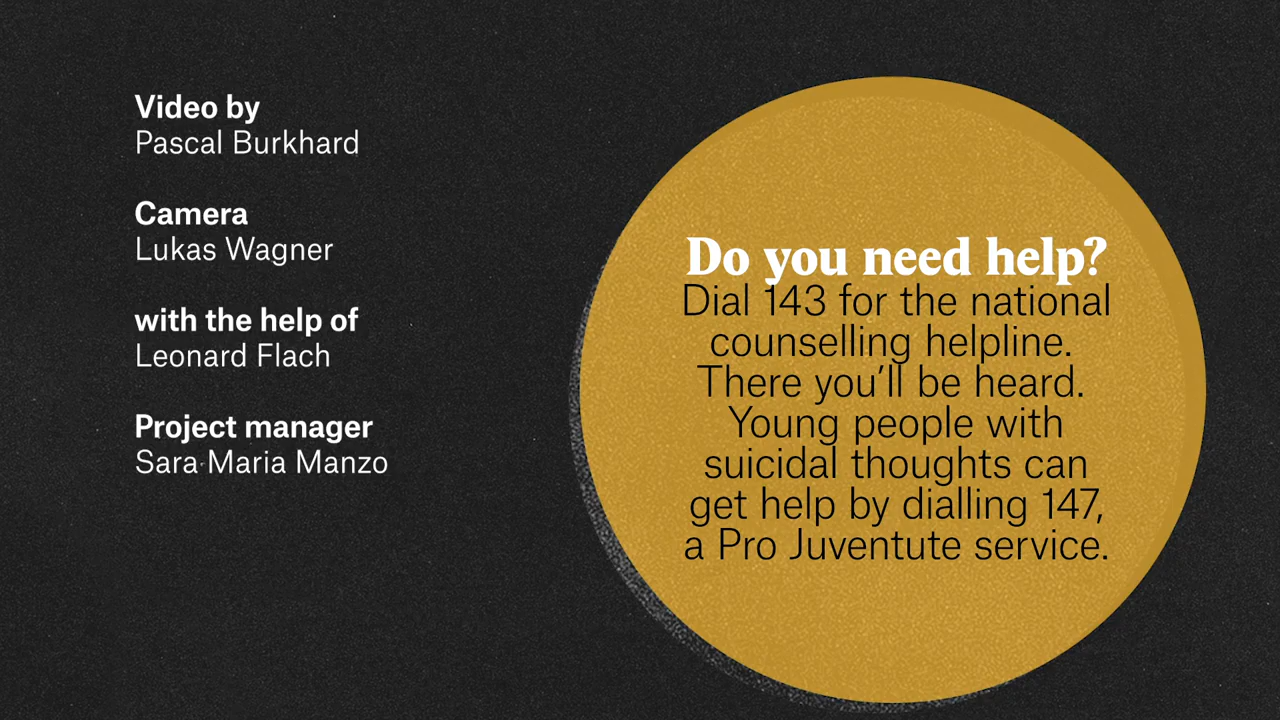 Video by
Pascal Burkhard
Camera
Lukas Wagner
with the help of
Leonard Flach
Project manager
Sara Maria Manzo
Do you need help?
Dial 143 for the national
counselling helpline.
There you’ll be heard.
Young people with
suicidal thoughts can
get help by dialling 147,
a Pro Juventute service.